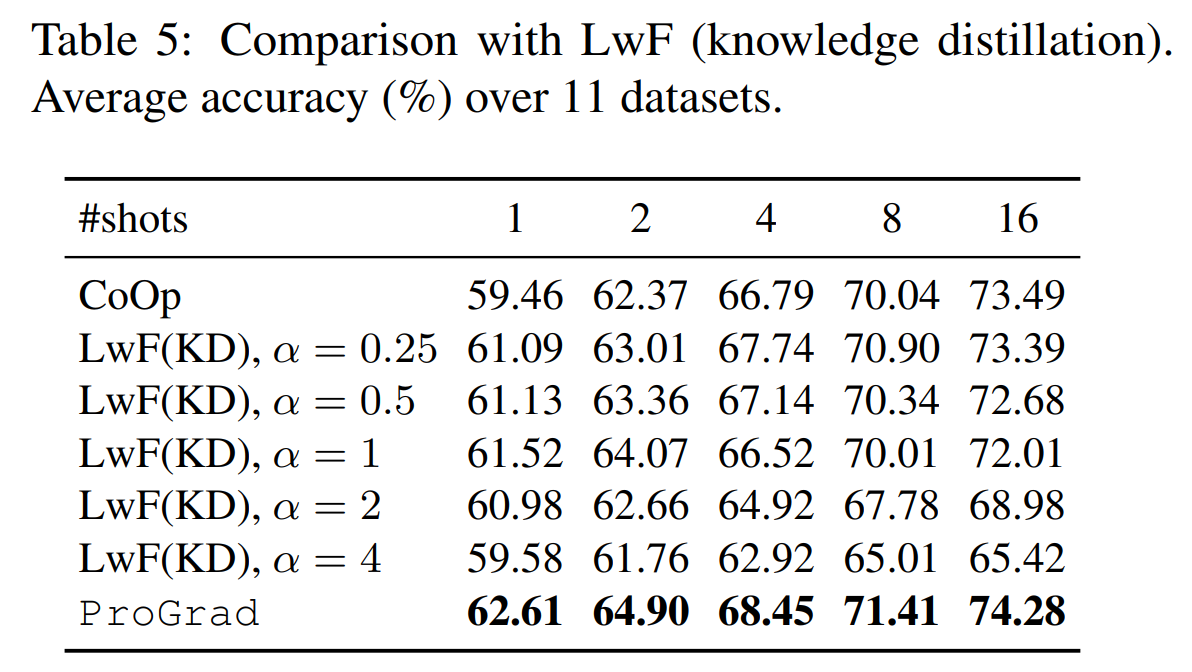 Table 5: Comparison with LwF (knowledge distillation).
Average accuracy (%) over 11 datasets.
#shots 1 2 4 8 16
CoOp 59.46 62.37 66.79 70.04 73.49
LwF(KD), α = 0.25 61.09 63.01 67.74 70.90 73.39
LwF(KD), α = 0.5 61.13 63.36 67.14 70.34 72.68
LwF(KD), α = 1 61.52 64.07 66.52 70.01 72.01
LwF(KD), α = 2 60.98 62.66 64.92 67.78 68.98
LwF(KD), α = 4 59.58 61.76 62.92 65.01 65.42
ProGrad 62.61 64.90 68.45 71.41 74.28